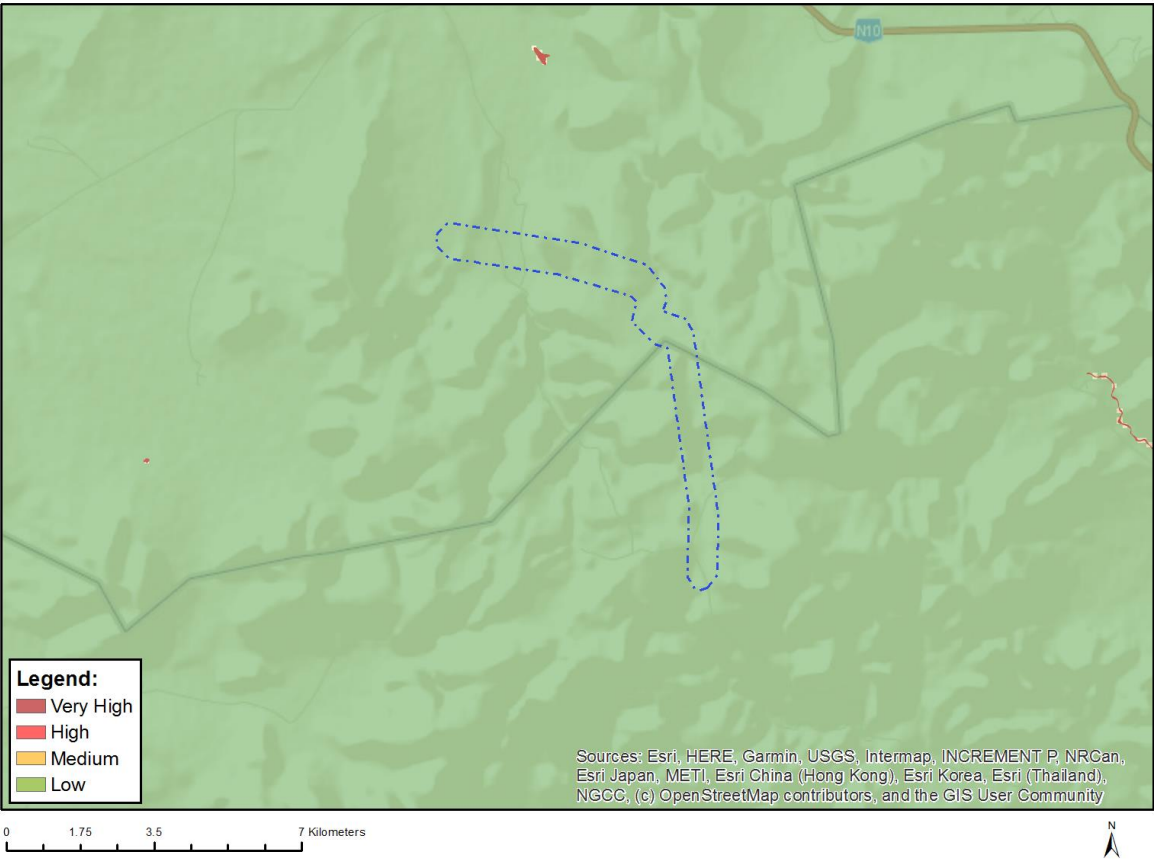 N10
Legend:
Very High
High
Medium
Low
Sources: Esri, HERE, Garmin, USGS, Intermap, INCREMENT P, NRCan,
Esri Japan, METI, Esri China (Hong Kong), Esri Korea, Esri (Thailand),
NGCC, (c) OpenStreetMap contributors, and the GIS User Community
0 1.75 3.5 7 Kilometers
N